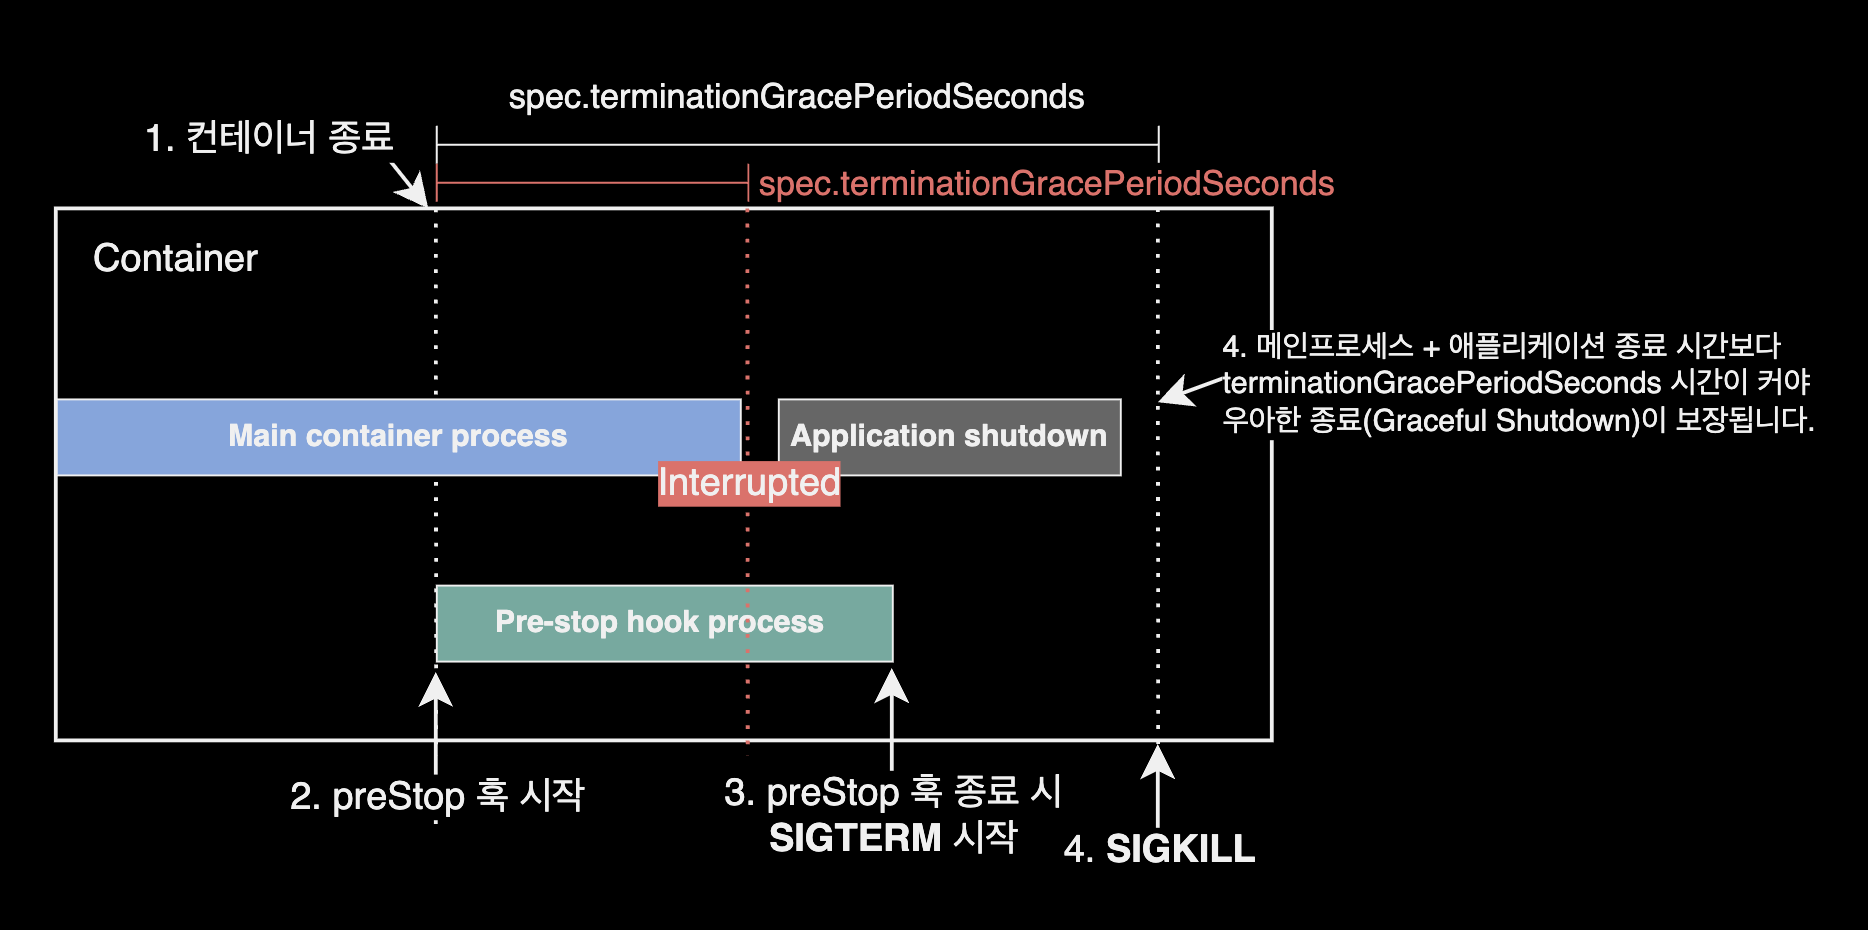 spec.terminationGracePeriodSeconds
1. 컨테이너 종료
spec.terminationGracePeriodSeconds
Container
4. 메인프로세스 + 애플리케이션 종료 시간보다
terminationGracePeriodSeconds 시간이 커야
우아한 종료(Graceful Shutdown)이 보장됩니다.
Main container process
Application shutdown
Interrupted
Pre-stop hook process
2. preStop 훅 시작
3. preStop 훅 종료 시
SIGTERM 시작
4. SIGKILL